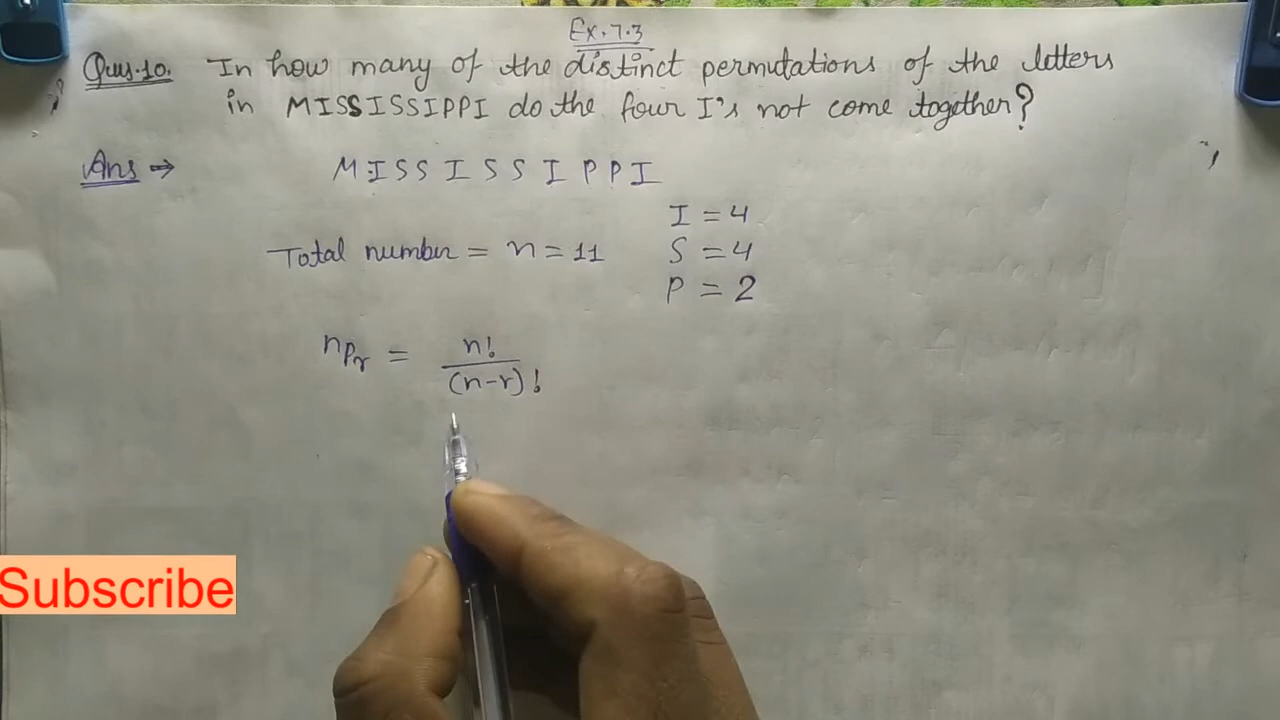 Ex. 7.3
Ques.10. In how many of the distinct permutations of the letters
in MISSISSIPPI do the four I's not come together?
Ans ⇒ M I S S I S S I P P I
I = 4
Total number = n = 11 S = 4
P = 2
nPr = n! / (n-r)!
Subscribe